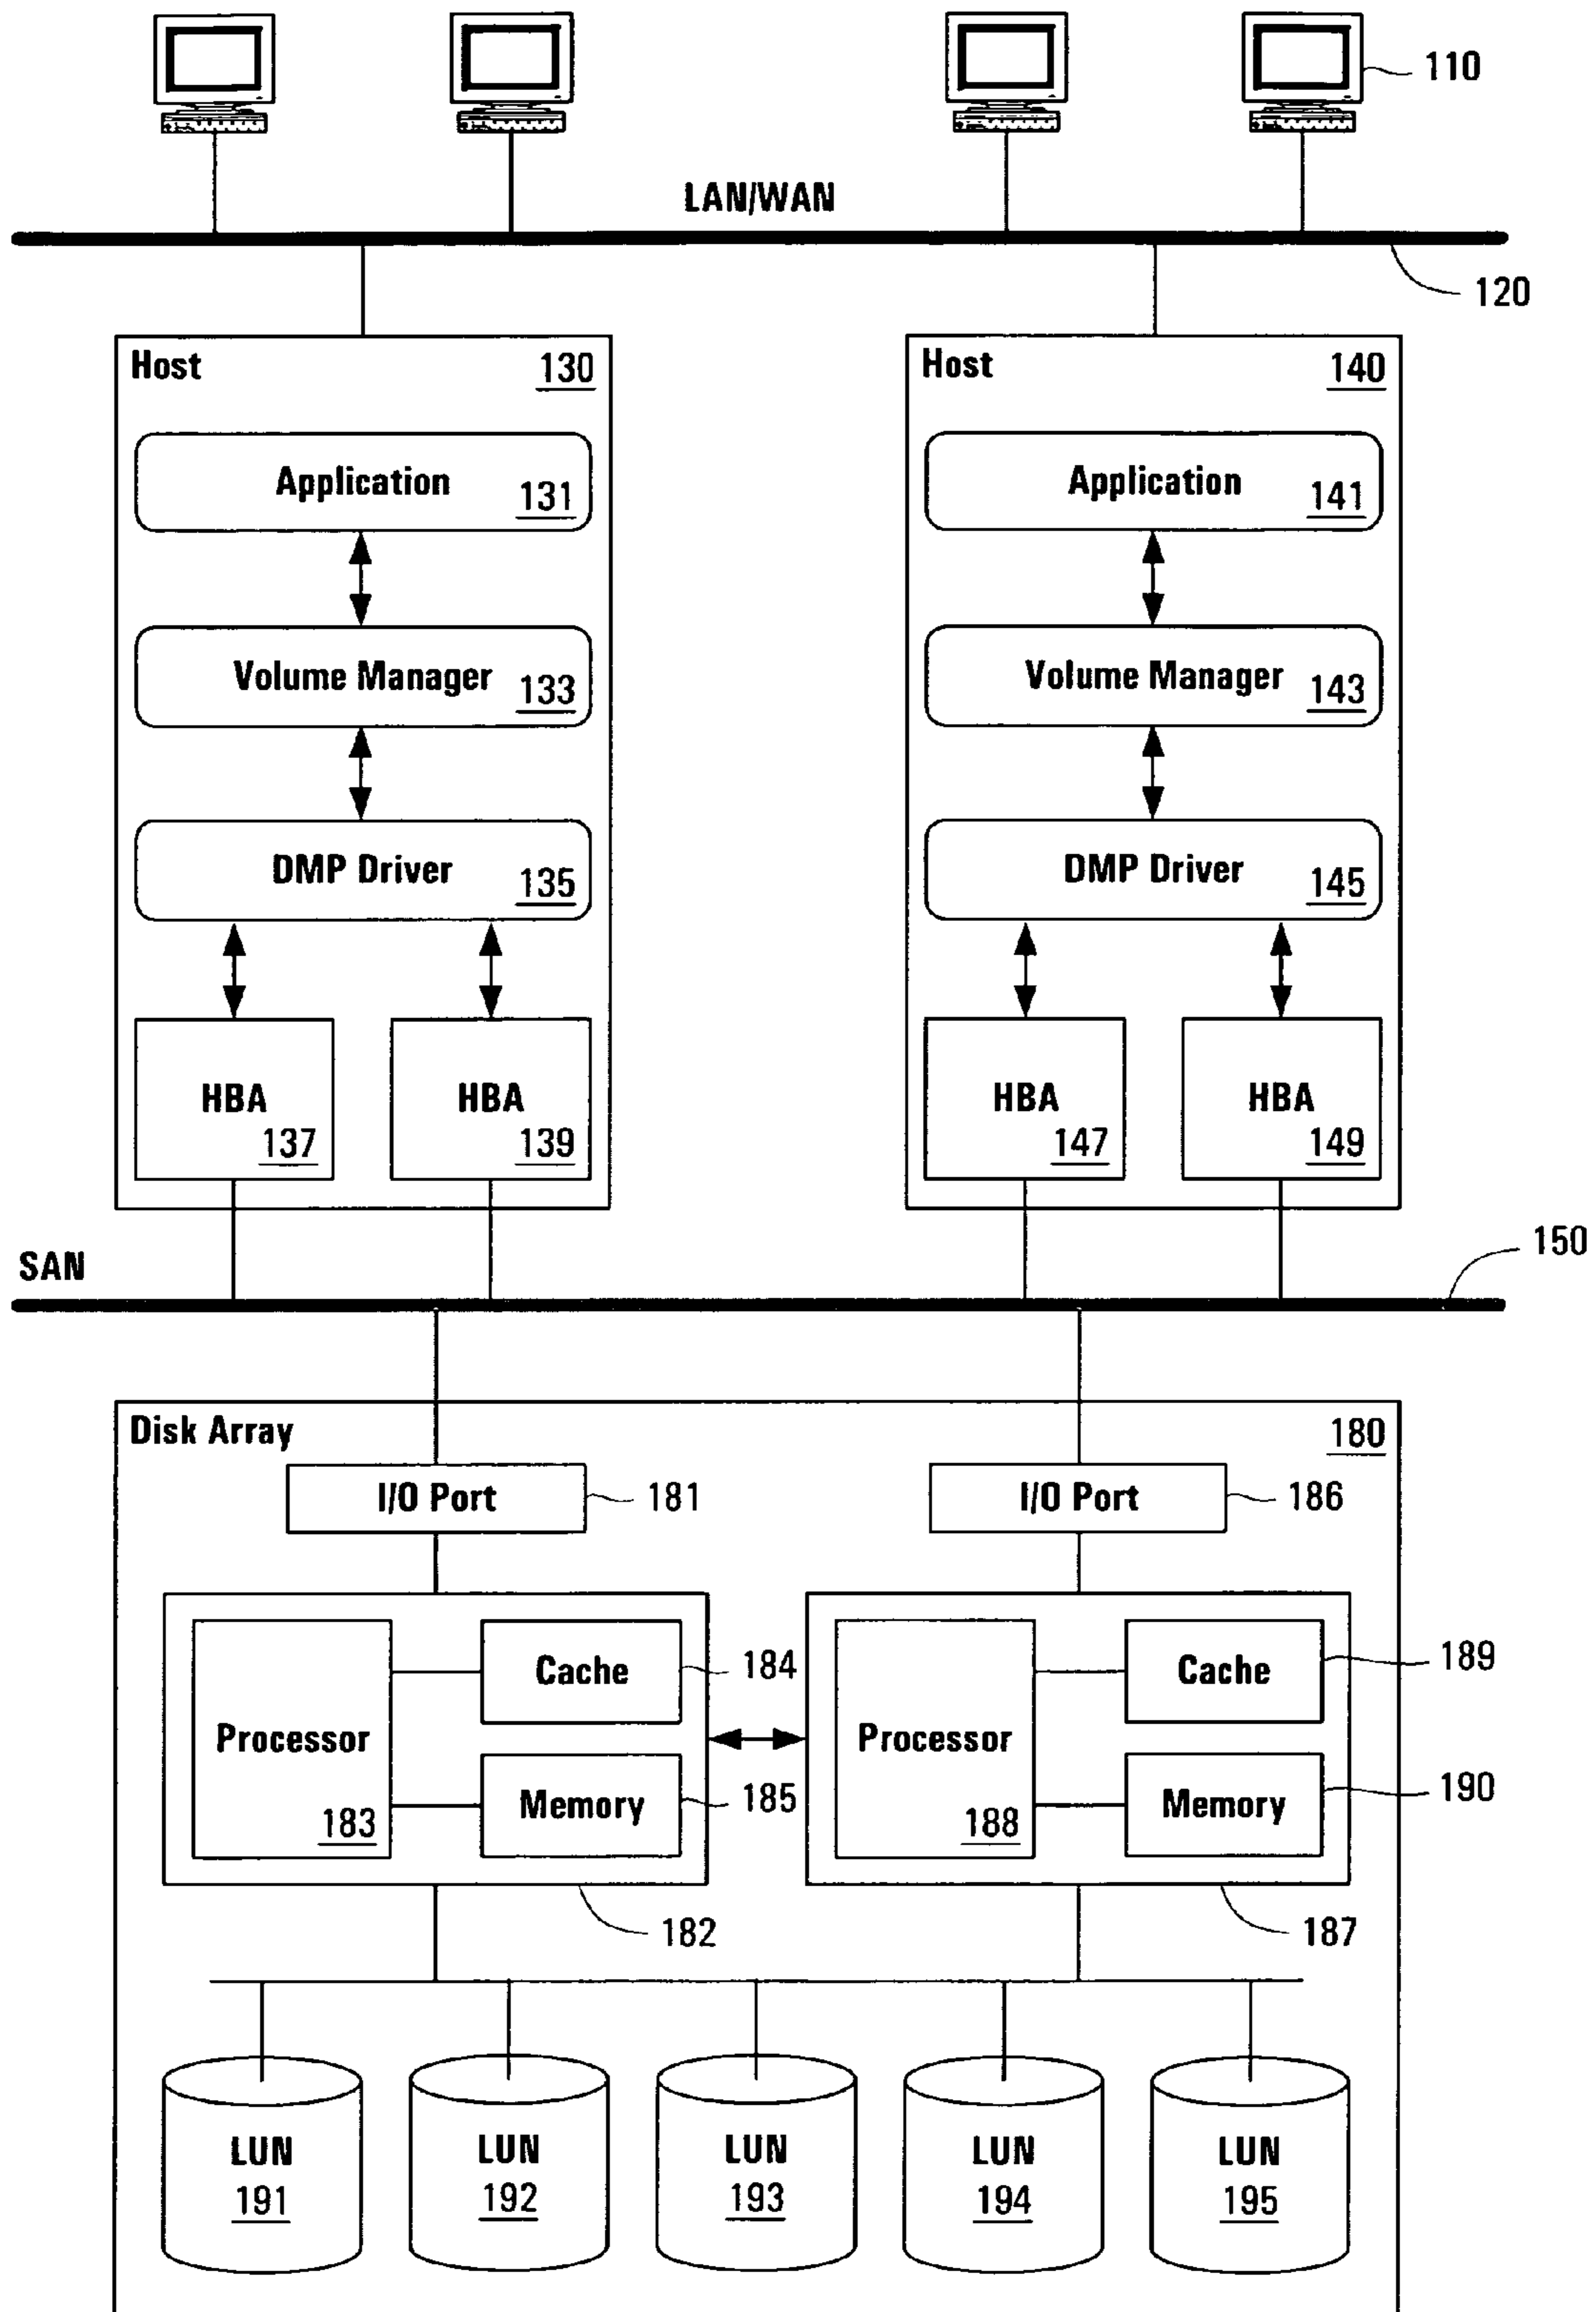 110
LAN/WAN
120
Host 130
Host 140
Application 131
Application 141
Volume Manager 133
Volume Manager 143
DMP Driver 135
DMP Driver 145
HBA 137
HBA 139
HBA 147
HBA 149
150
SAN
Disk Array 180
I/O Port 181
I/O Port 186
Cache 184
Cache 189
Processor 183
Processor 188
Memory 185
Memory 190
182
187
LUN 191
LUN 192
LUN 193
LUN 194
LUN 195